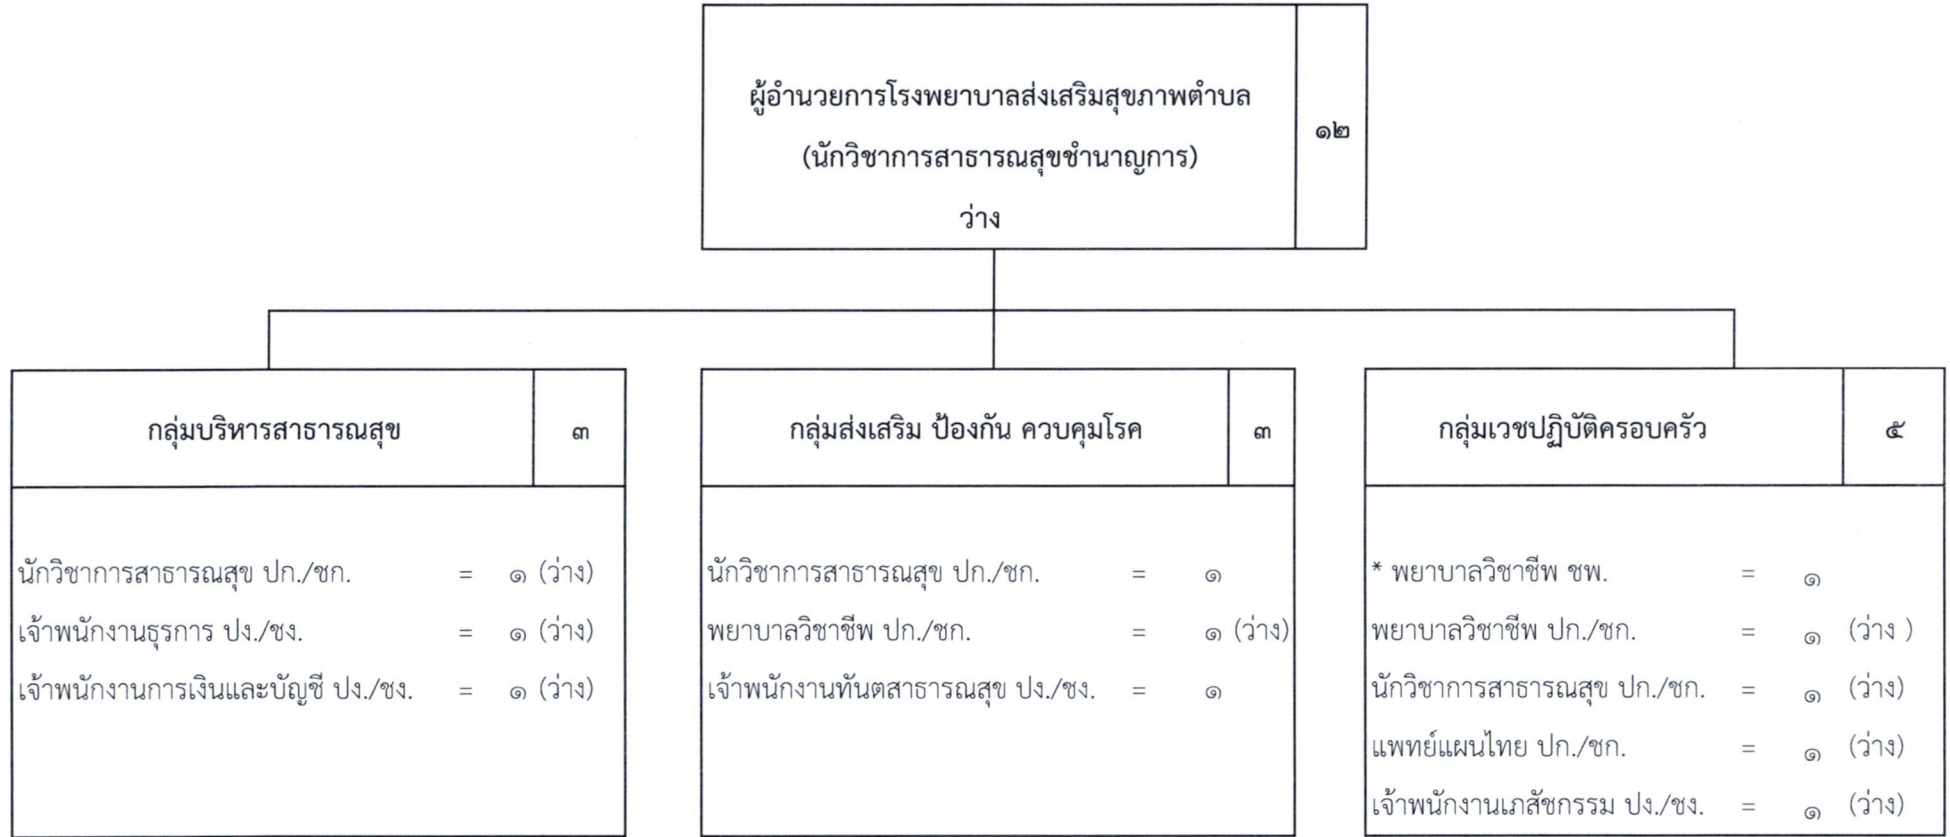 ผู้อำนวยการโรงพยาบาลส่งเสริมสุขภาพตำบล
(นักวิชาการสาธารณสุขชำนาญการ)
ว่าง
๑๒
กลุ่มบริหารสาธารณสุข ๓
นักวิชาการสาธารณสุข ปก./ชก. = ๑ (ว่าง)
เจ้าพนักงานธุรการ ปง./ชง. = ๑ (ว่าง)
เจ้าพนักงานการเงินและบัญชี ปง./ชง. = ๑ (ว่าง)
กลุ่มส่งเสริม ป้องกัน ควบคุมโรค ๓
นักวิชาการสาธารณสุข ปก./ชก. = ๑
พยาบาลวิชาชีพ ปก./ชก. = ๑ (ว่าง)
เจ้าพนักงานทันตสาธารณสุข ปง./ชง. = ๑
กลุ่มเวชปฏิบัติครอบครัว ๕
* พยาบาลวิชาชีพ ชพ. = ๑
พยาบาลวิชาชีพ ปก./ชก. = ๑ (ว่าง )
นักวิชาการสาธารณสุข ปก./ชก. = ๑ (ว่าง)
แพทย์แผนไทย ปก./ชก. = ๑ (ว่าง)
เจ้าพนักงานเภสัชกรรม ปง./ชง. = ๑ (ว่าง)